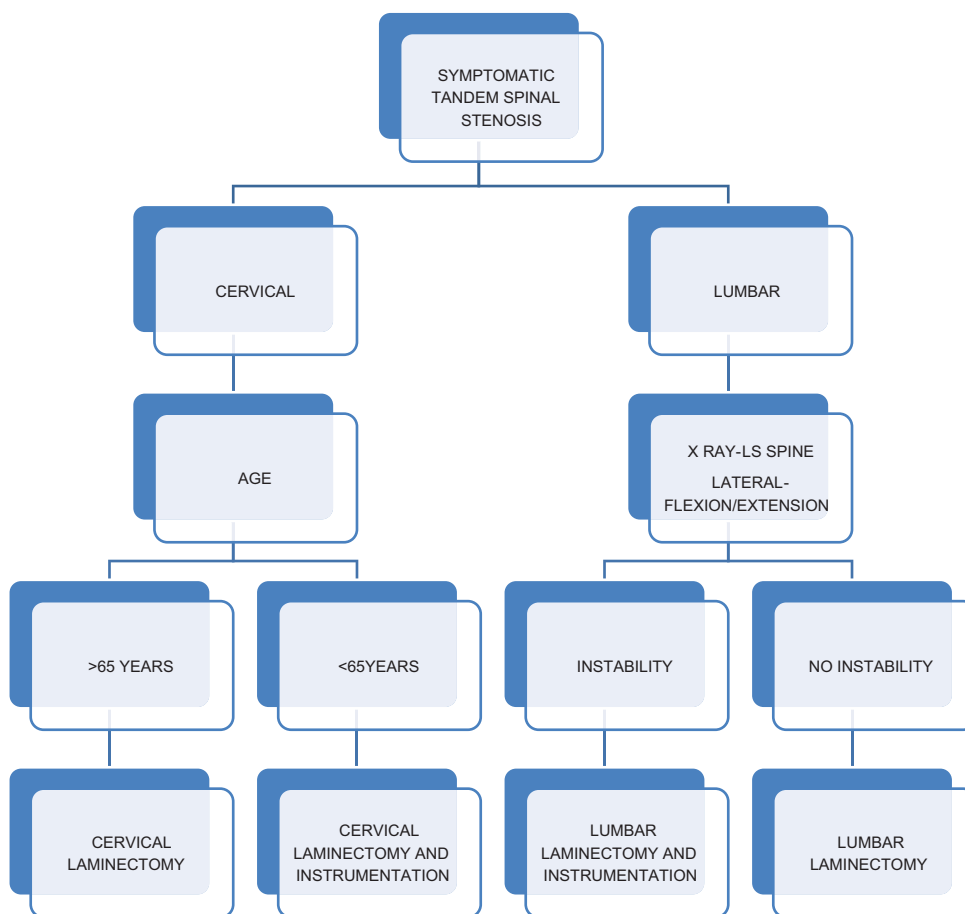 SYMPTOMATIC
TANDEM SPINAL
STENOSIS
CERVICAL
LUMBAR
AGE
X RAY-LS SPINE
LATERAL-
FLEXION/EXTENSION
>65 YEARS
<65YEARS
INSTABILITY
NO INSTABILITY
CERVICAL
LAMINECTOMY
CERVICAL
LAMINECTOMY AND
INSTRUMENTATION
LUMBAR
LAMINECTOMY AND
INSTRUMENTATION
LUMBAR
LAMINECTOMY